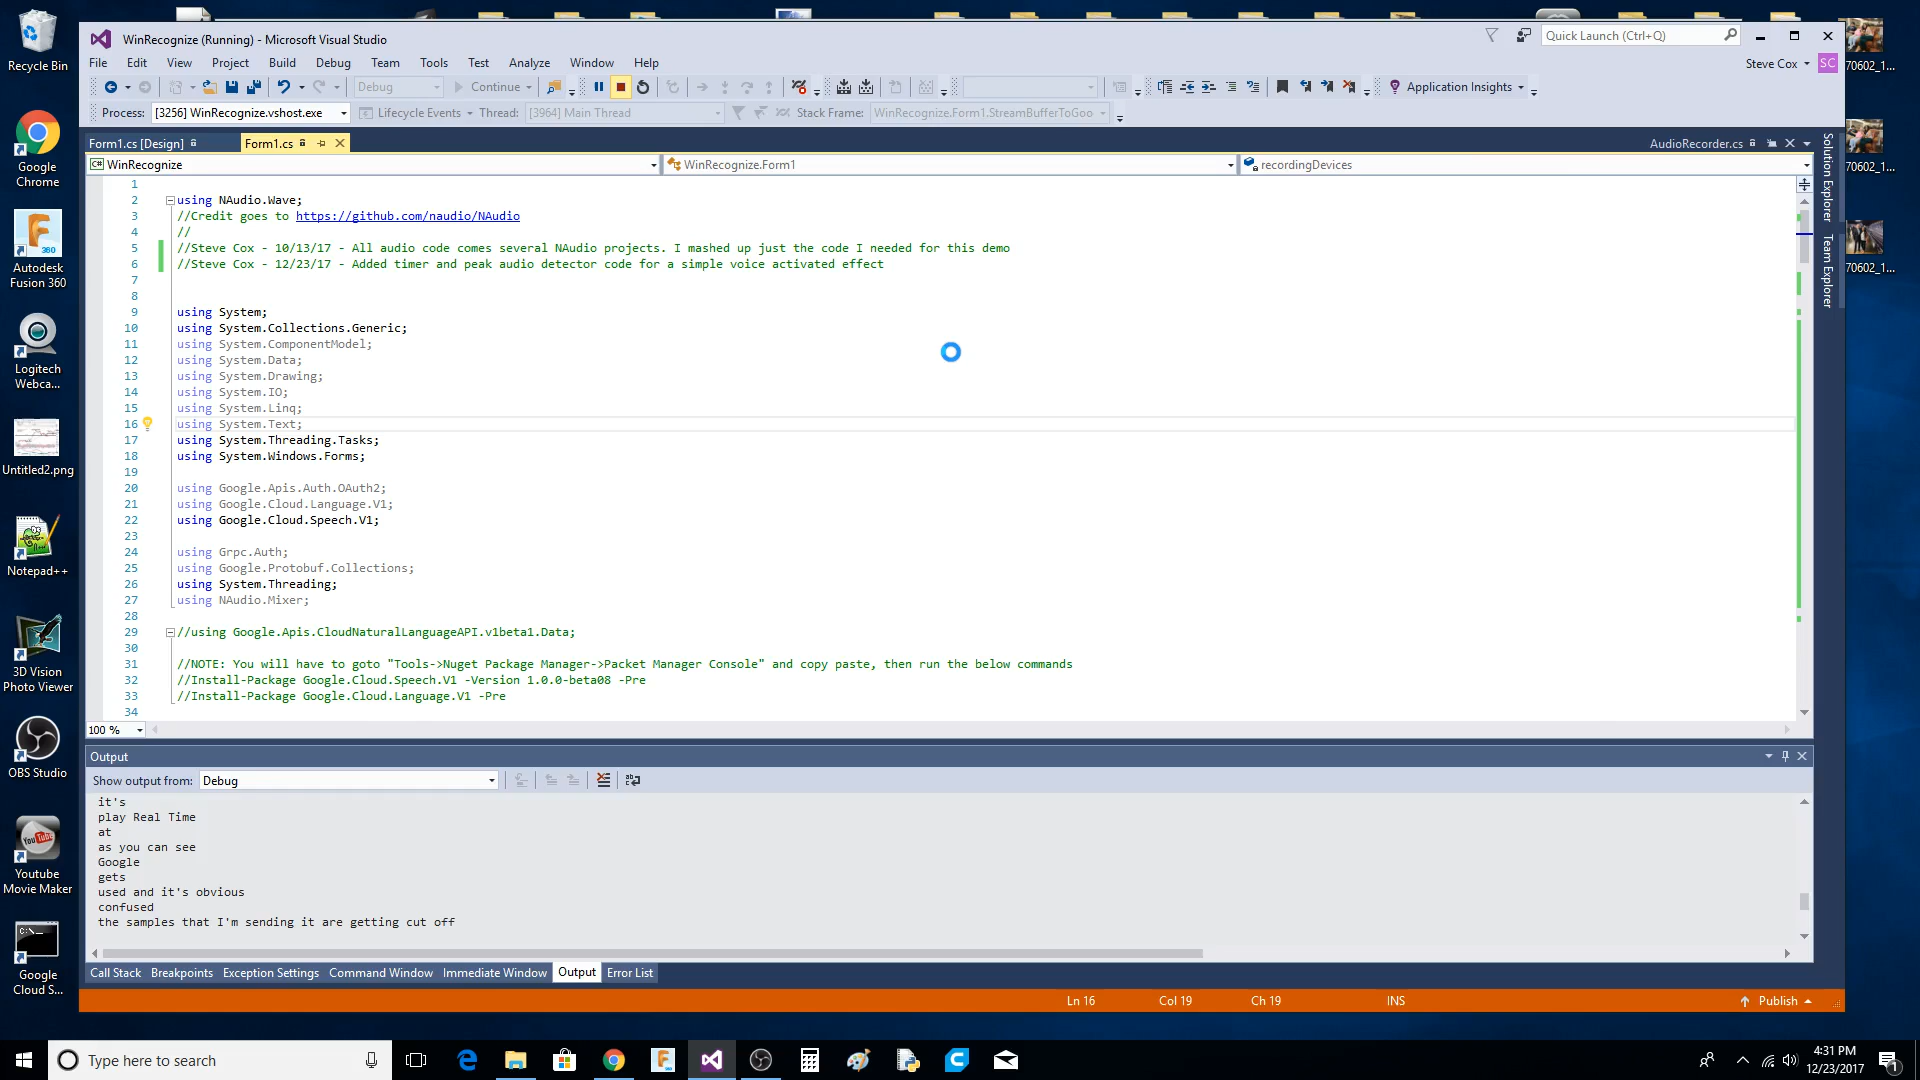 Recycle Bin
Google
Chrome
Autodesk
Fusion 360
Logitech
Webca...
Untitled2.png
Notepad++
3D Vision
Photo Viewer
OBS Studio
Youtube
Movie Maker
Google
Cloud S...
70602_1...
70602_1...
70602_1...
WinRecognize (Running) - Microsoft Visual Studio
Quick Launch (Ctrl+Q)
File Edit View Project Build Debug Team Tools Test Analyze Window Help
Steve Cox SC
Debug Continue Application Insights
Process: [3256] WinRecognize.vshost.exe Lifecycle Events Thread: [3964] Main Thread Stack Frame: WinRecognize.Form1.StreamBufferToGoo
Form1.cs [Design] Form1.cs AudioRecorder.cs
C# WinRecognize WinRecognize.Form1 recordingDevices
Solution Explorer
Team Explorer
1
2 using NAudio.Wave;
3 //Credit goes to https://github.com/naudio/NAudio
4 //
5 //Steve Cox - 10/13/17 - All audio code comes several NAudio projects. I mashed up just the code I needed for this demo
6 //Steve Cox - 12/23/17 - Added timer and peak audio detector code for a simple voice activated effect
7
8
9 using System;
10 using System.Collections.Generic;
11 using System.ComponentModel;
12 using System.Data;
13 using System.Drawing;
14 using System.IO;
15 using System.Linq;
16 using System.Text;
17 using System.Threading.Tasks;
18 using System.Windows.Forms;
19
20 using Google.Apis.Auth.OAuth2;
21 using Google.Cloud.Language.V1;
22 using Google.Cloud.Speech.V1;
23
24 using Grpc.Auth;
25 using Google.Protobuf.Collections;
26 using System.Threading;
27 using NAudio.Mixer;
28
29 //using Google.Apis.CloudNaturalLanguageAPI.v1beta1.Data;
30
31 //NOTE: You will have to goto "Tools->Nuget Package Manager->Packet Manager Console" and copy paste, then run the below commands
32 //Install-Package Google.Cloud.Speech.V1 -Version 1.0.0-beta08 -Pre
33 //Install-Package Google.Cloud.Language.V1 -Pre
34
100 %
Output
Show output from: Debug
it's
play Real Time
at
as you can see
Google
gets
used and it's obvious
confused
the samples that I'm sending it are getting cut off
Call Stack Breakpoints Exception Settings Command Window Immediate Window Output Error List
Ln 16 Col 19 Ch 19 INS Publish
Type here to search
4:31 PM
12/23/2017
1